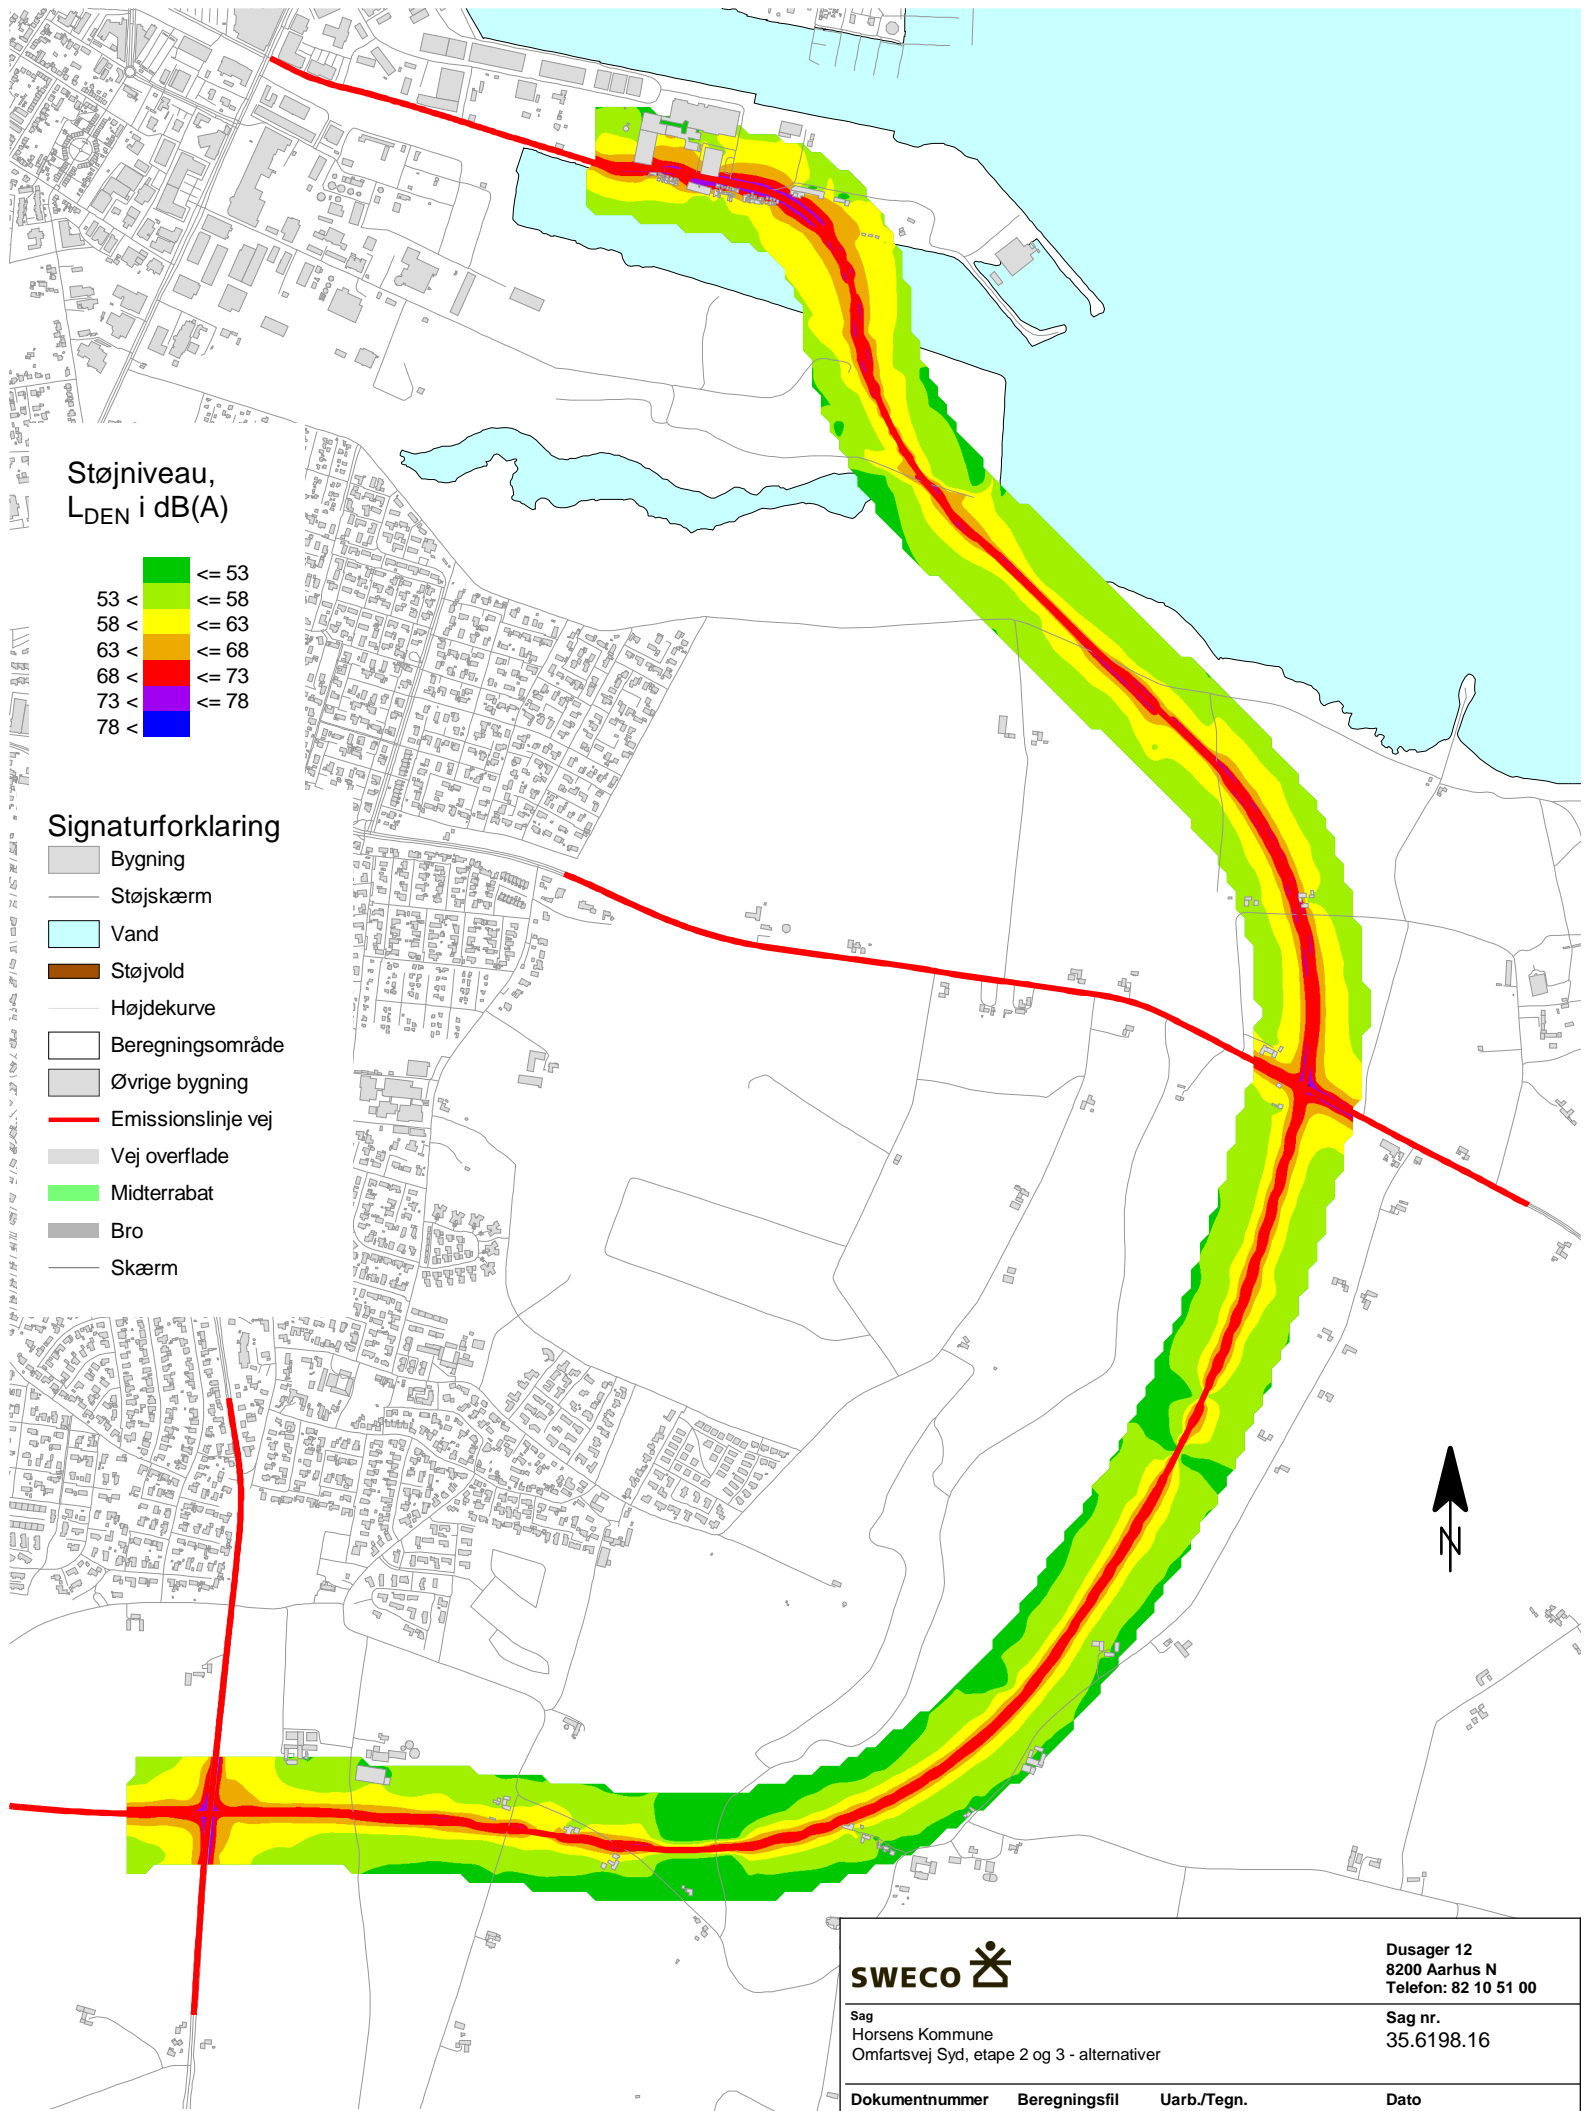 Støjniveau,
LDEN i dB(A)
<= 53
53 < <= 58
58 < <= 63
63 < <= 68
68 < <= 73
73 < <= 78
78 <
Signaturforklaring
Bygning
Støjskærm
Vand
Støjvold
Højdekurve
Beregningsområde
Øvrige bygning
Emissionslinje vej
Vej overflade
Midterrabat
Bro
Skærm
N
SWECO
Dusager 12
8200 Aarhus N
Telefon: 82 10 51 00
Sag
Horsens Kommune
Omfartsvej Syd, etape 2 og 3 - alternativer
Sag nr.
35.6198.16
Dokumentnummer Beregningsfil Uarb./Tegn. Dato